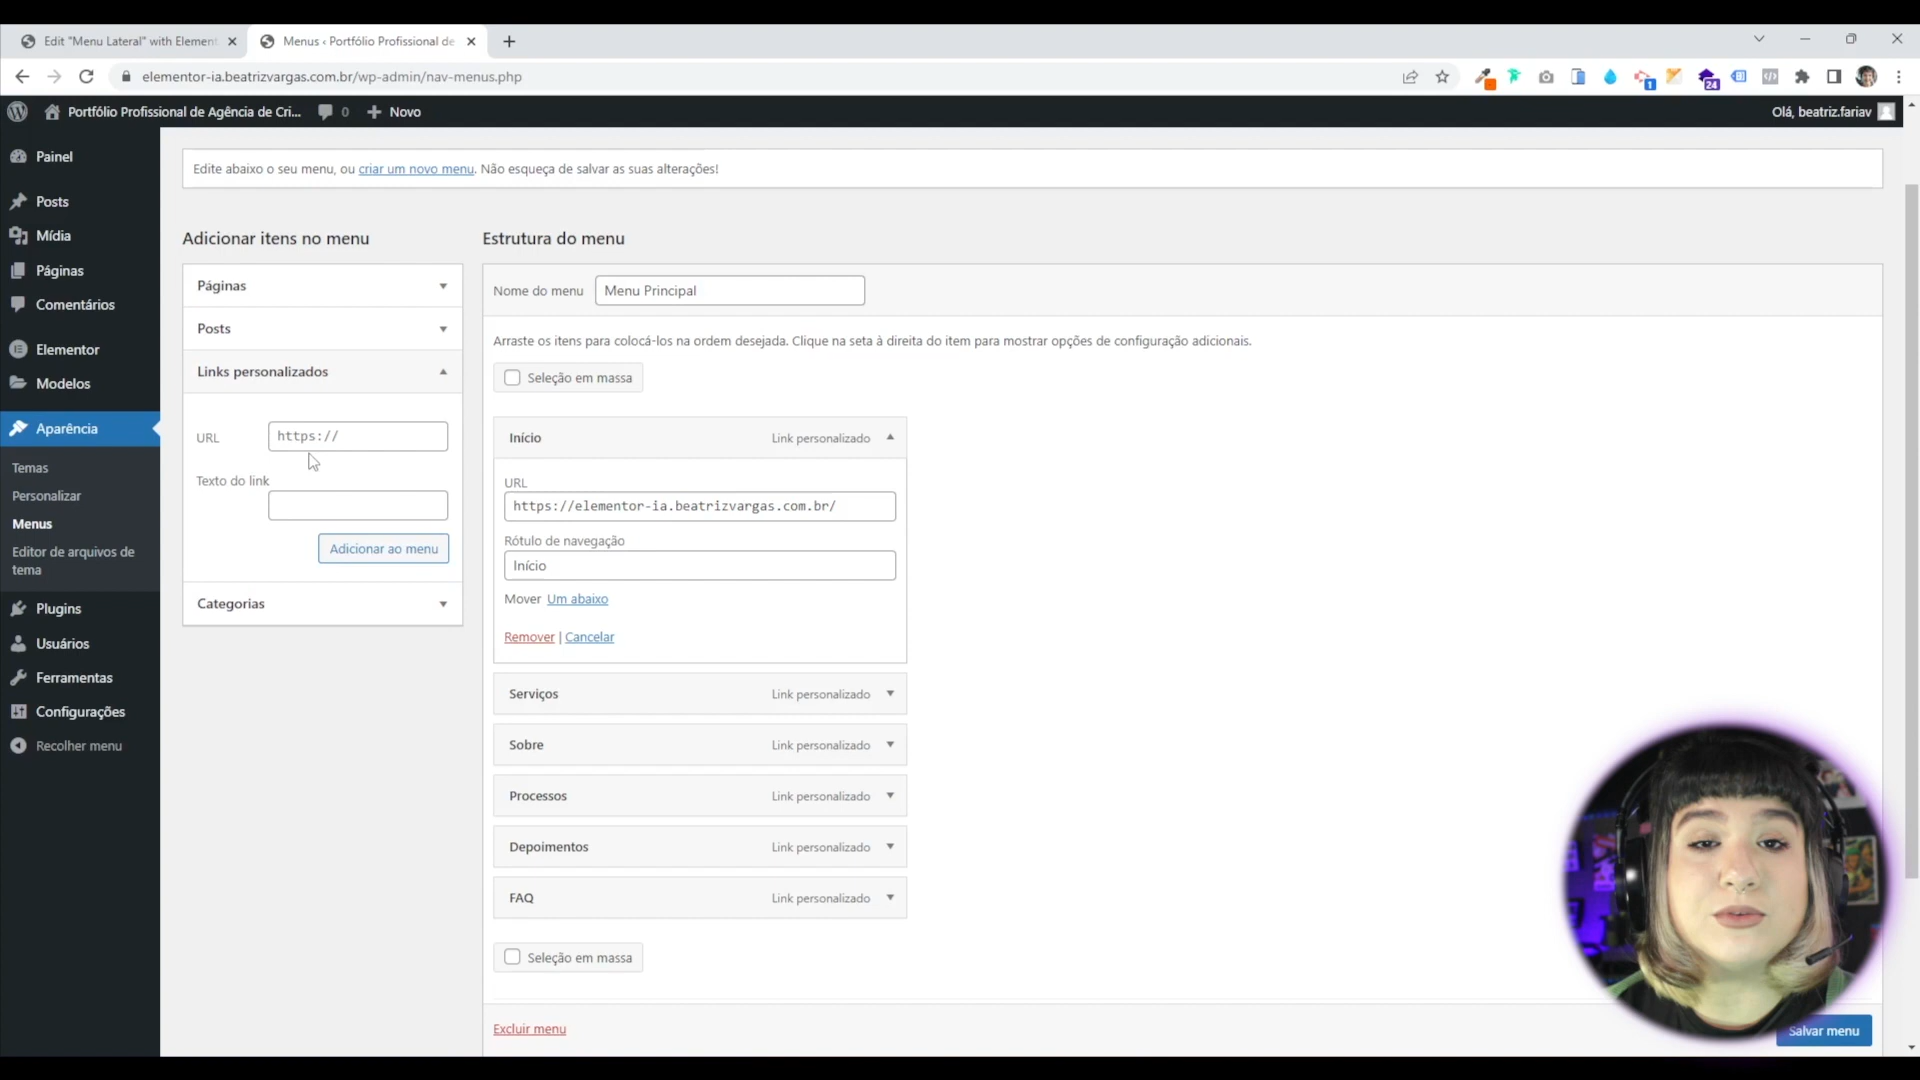 Edit "Menu Lateral" with Element
Menus ‹ Portfólio Profissional de
elementor-ia.beatrizvargas.com.br/wp-admin/nav-menus.php
1
24
Portfólio Profissional de Agência de Cri...
0
Novo
Olá, beatriz.fariav
Painel
Posts
Mídia
Páginas
Comentários
Elementor
Modelos
Aparência
Temas
Personalizar
Menus
Editor de arquivos de
tema
Plugins
Usuários
Ferramentas
Configurações
Recolher menu
Edite abaixo o seu menu, ou criar um novo menu. Não esqueça de salvar as suas alterações!
Adicionar itens no menu
Páginas
Posts
Links personalizados
URL
https://
Texto do link
Adicionar ao menu
Categorias
Estrutura do menu
Nome do menu
Menu Principal
Arraste os itens para colocá-los na ordem desejada. Clique na seta à direita do item para mostrar opções de configuração adicionais.
Seleção em massa
Início Link personalizado
URL
https://elementor-ia.beatrizvargas.com.br/
Rótulo de navegação
Início
Mover Um abaixo
Remover | Cancelar
Serviços Link personalizado
Sobre Link personalizado
Processos Link personalizado
Depoimentos Link personalizado
FAQ Link personalizado
Seleção em massa
Excluir menu
Salvar menu